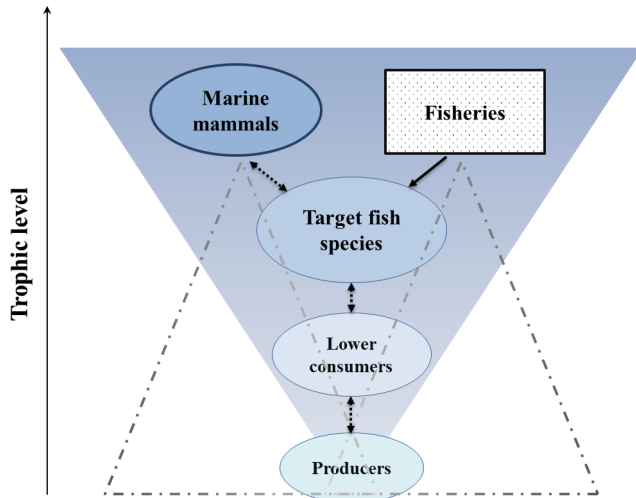 Trophic level
Marine
mammals
Fisheries
Target fish
species
Lower
consumers
Producers